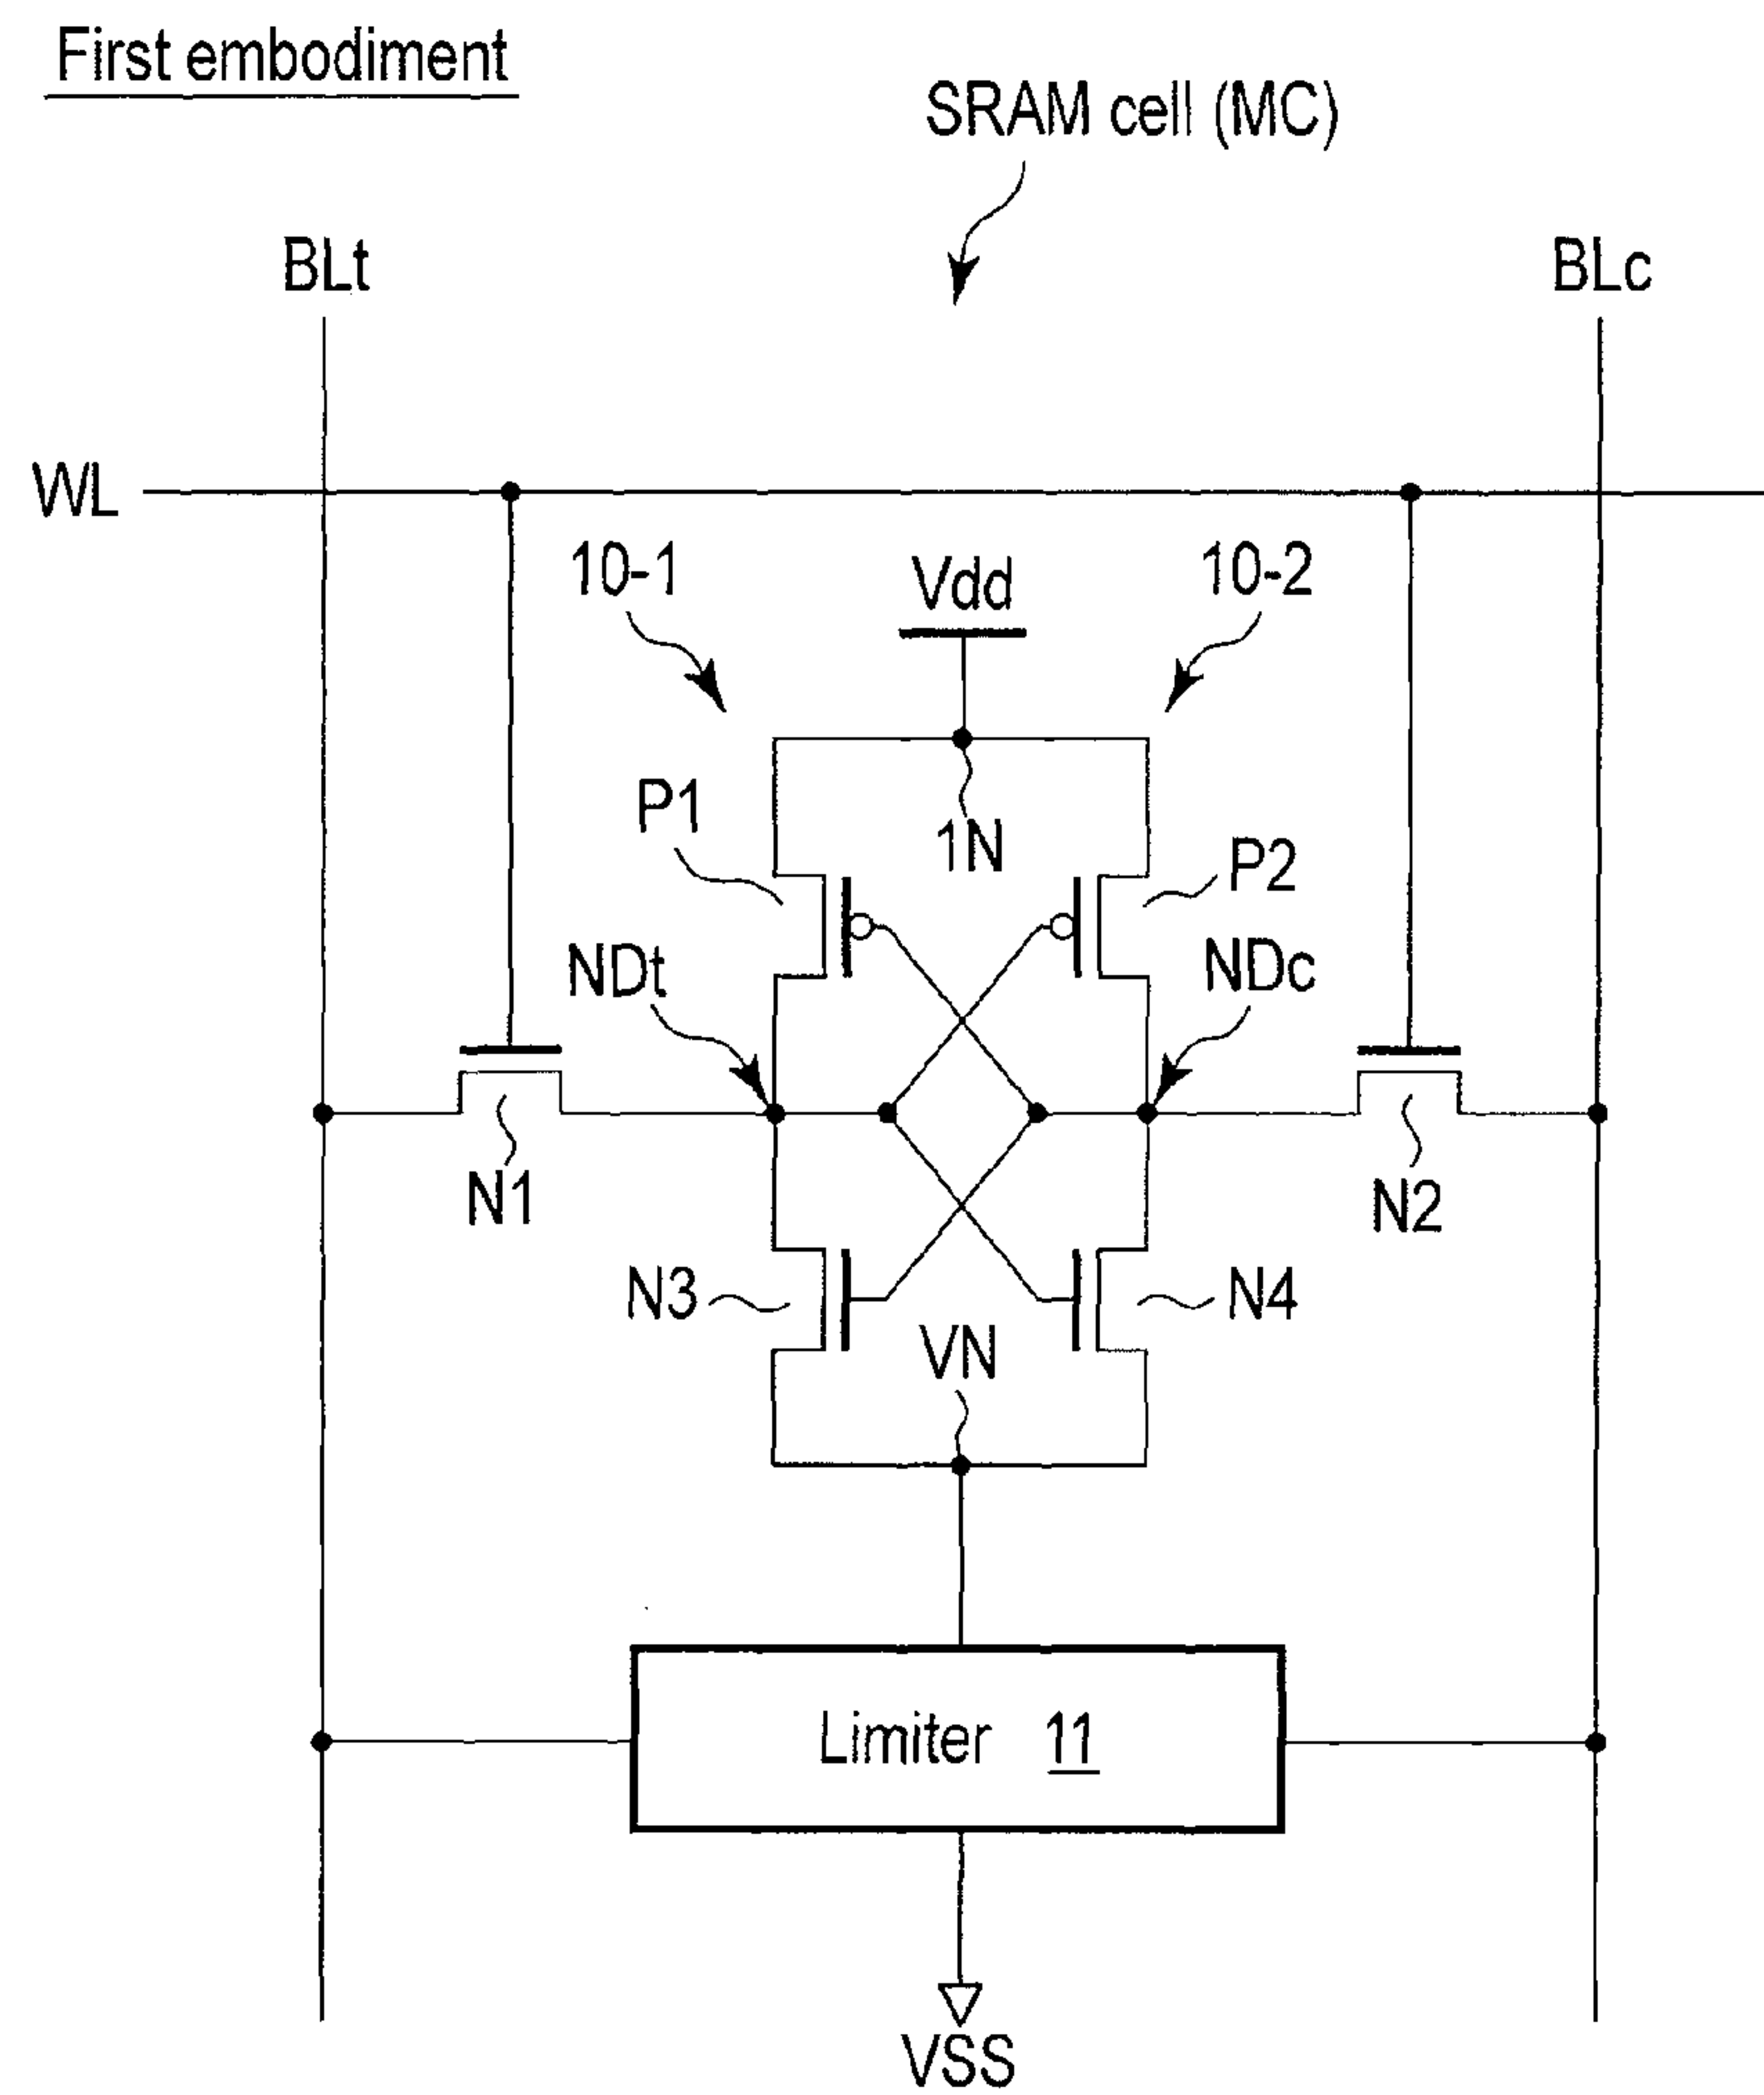 First embodiment
SRAM cell (MC)
BLt
BLc
WL
10-1
Vdd
10-2
P1
1N
P2
NDt
NDc
N1
N2
N3
VN
N4
Limiter 11
VSS